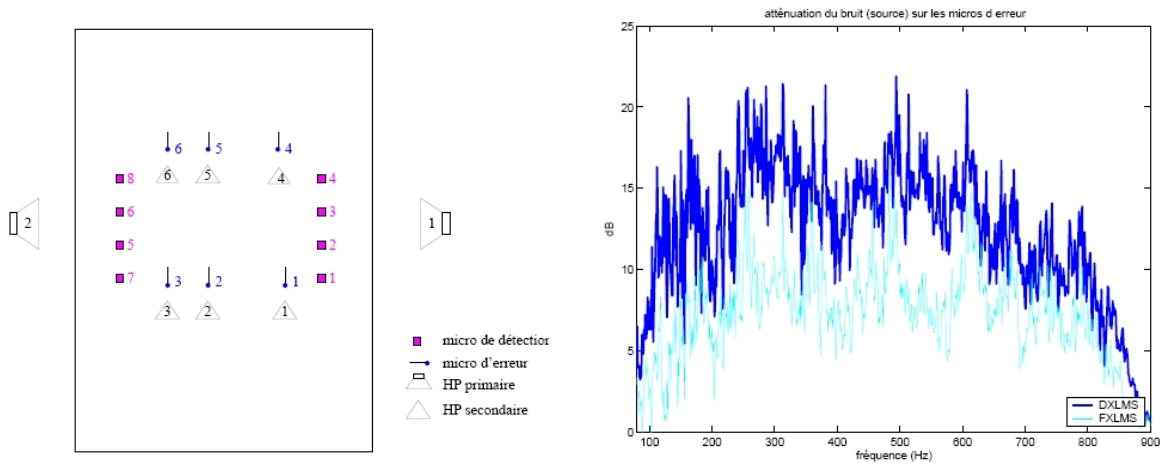 6 5 4
6 5 4
8 4
6 3
2 1
5 2
7 1
3 2 1
3 2 1
micro de détection
micro d'erreur
HP primaire
HP secondaire
atténuation du bruit (source) sur les micros d erreur
25
20
15
10
5
0
dB
100 200 300 400 500 600 700 800 900
fréquence (Hz)
DXLMS
FXLMS